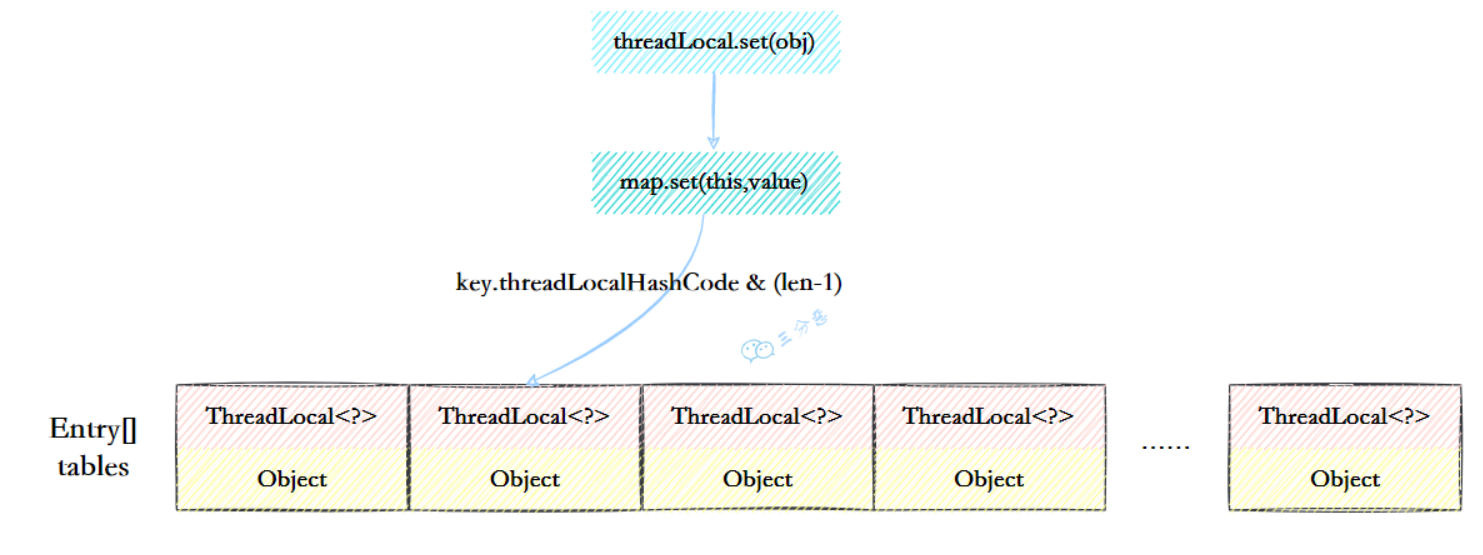 threadLocal.set(obj)
map.set(this,value)
key.threadLocalHashCode & (len-1)
三分恶
Entry[]
tables
ThreadLocal<?>
ThreadLocal<?>
ThreadLocal<?>
ThreadLocal<?>
......
ThreadLocal<?>
Object
Object
Object
Object
Object